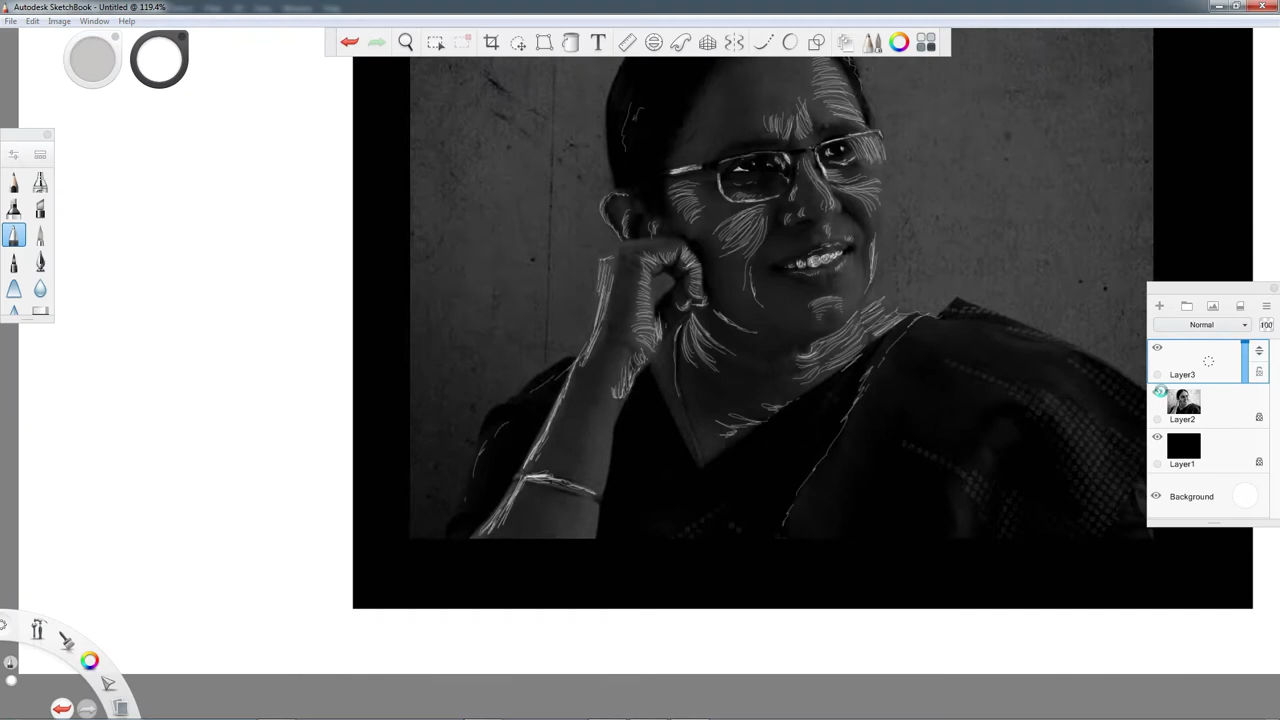 Autodesk SketchBook - Untitled @ 119.4%
File Edit Image Window Help
T
Normal 100
Layer3
Layer2
Layer1
Background